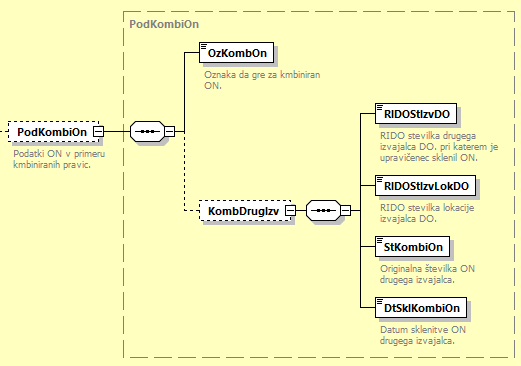 PodKombiOn
OzKombOn
Oznaka da gre za kmbiniran
ON.
PodKombiOn
Podatki ON v primeru
kmbiniranih pravic.
RIDOStIzvDO
RIDO stevilka drugega
izvajalca DO. pri katerem je
upravičenec sklenil ON.
KombDrugIzv
RIDOStIzvLokDO
RIDO stevilka lokacije
izvajalca DO.
StKombiOn
Originalna številka ON
drugega izvajalca.
DtSklKombiOn
Datum sklenitve ON
drugega izvajalca.